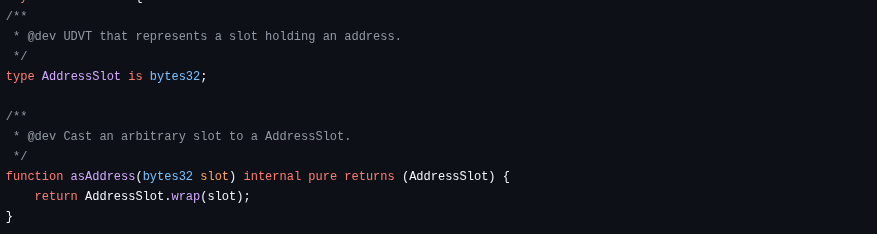 /**
 * @dev UDVT that represents a slot holding an address.
 */
type AddressSlot is bytes32;

/**
 * @dev Cast an arbitrary slot to a AddressSlot.
 */
function asAddress(bytes32 slot) internal pure returns (AddressSlot) {
    return AddressSlot.wrap(slot);
}